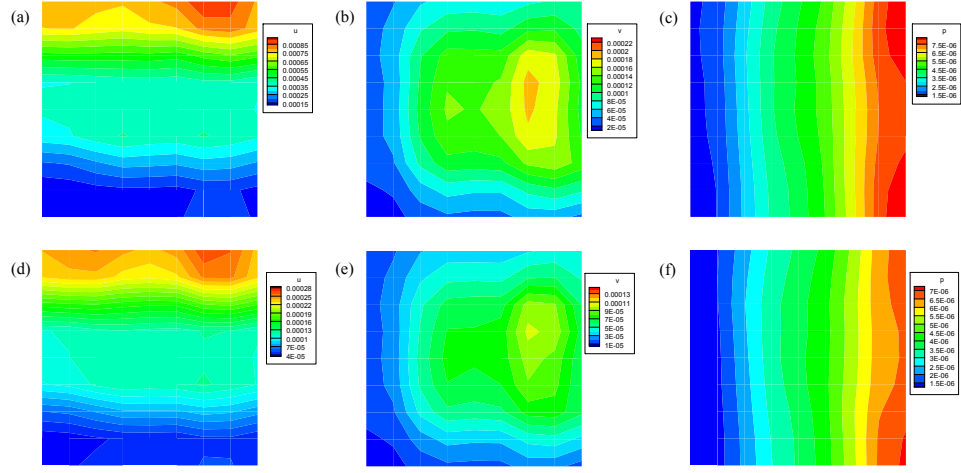 (a)
u
0.00085
0.00075
0.00065
0.00055
0.00045
0.00035
0.00025
0.00015
(b)
v
0.00022
0.0002
0.00018
0.00016
0.00014
0.00012
0.0001
8E-05
6E-05
4E-05
2E-05
(c)
p
7.5E-06
6.5E-06
5.5E-06
4.5E-06
3.5E-06
2.5E-06
1.5E-06
(d)
u
0.00028
0.00025
0.00022
0.00019
0.00016
0.00013
0.0001
7E-05
4E-05
(e)
v
0.00013
0.00011
9E-05
7E-05
5E-05
3E-05
1E-05
(f)
p
7E-06
6.5E-06
6E-06
5.5E-06
5E-06
4.5E-06
4E-06
3.5E-06
3E-06
2.5E-06
2E-06
1.5E-06